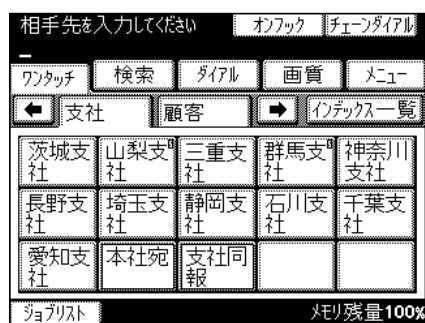 相手先を入力してください オンフック チェーンダイアル
ワンタッチ 検索 ダイアル 画質 メニュー
支社 顧客 インデックス一覧
茨城支社 山梨支社 三重支社 群馬支社 神奈川支社
長野支社 埼玉支社 静岡支社 石川支社 千葉支社
愛知支社 本社宛 支社同報
ジョブリスト メモリ残量100%